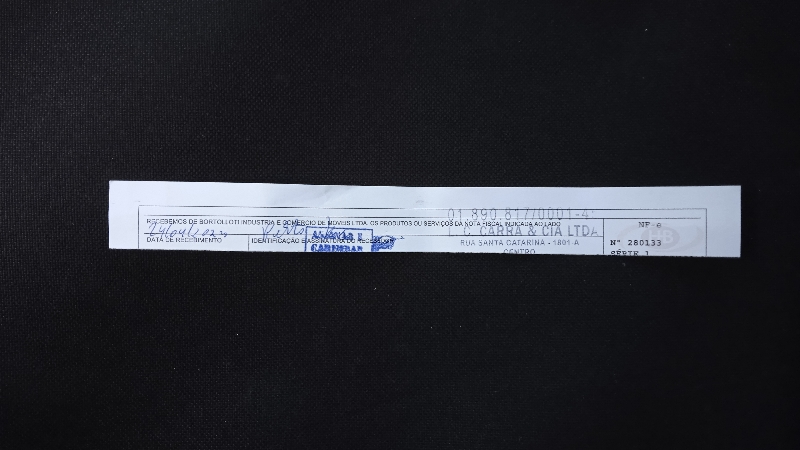 01.890.817/0001-4
RECEBEMOS DE BORTOLLOTI INDUSTRIA E COMERCIO DE MOVEIS LTDA. OS PRODUTOS OU SERVIÇOS DA NOTA FISCAL INDICADA AO LADO
NF e
L. C. CARRA & CIA LTDA
DATA DE RECEBIMENTO
IDENTIFICAÇÃO E ASSINATURA DO RECEBEDOR
RUA SANTA CATARINA - 1801-A
Nº 280133
CENTRO
SÉRIE 1